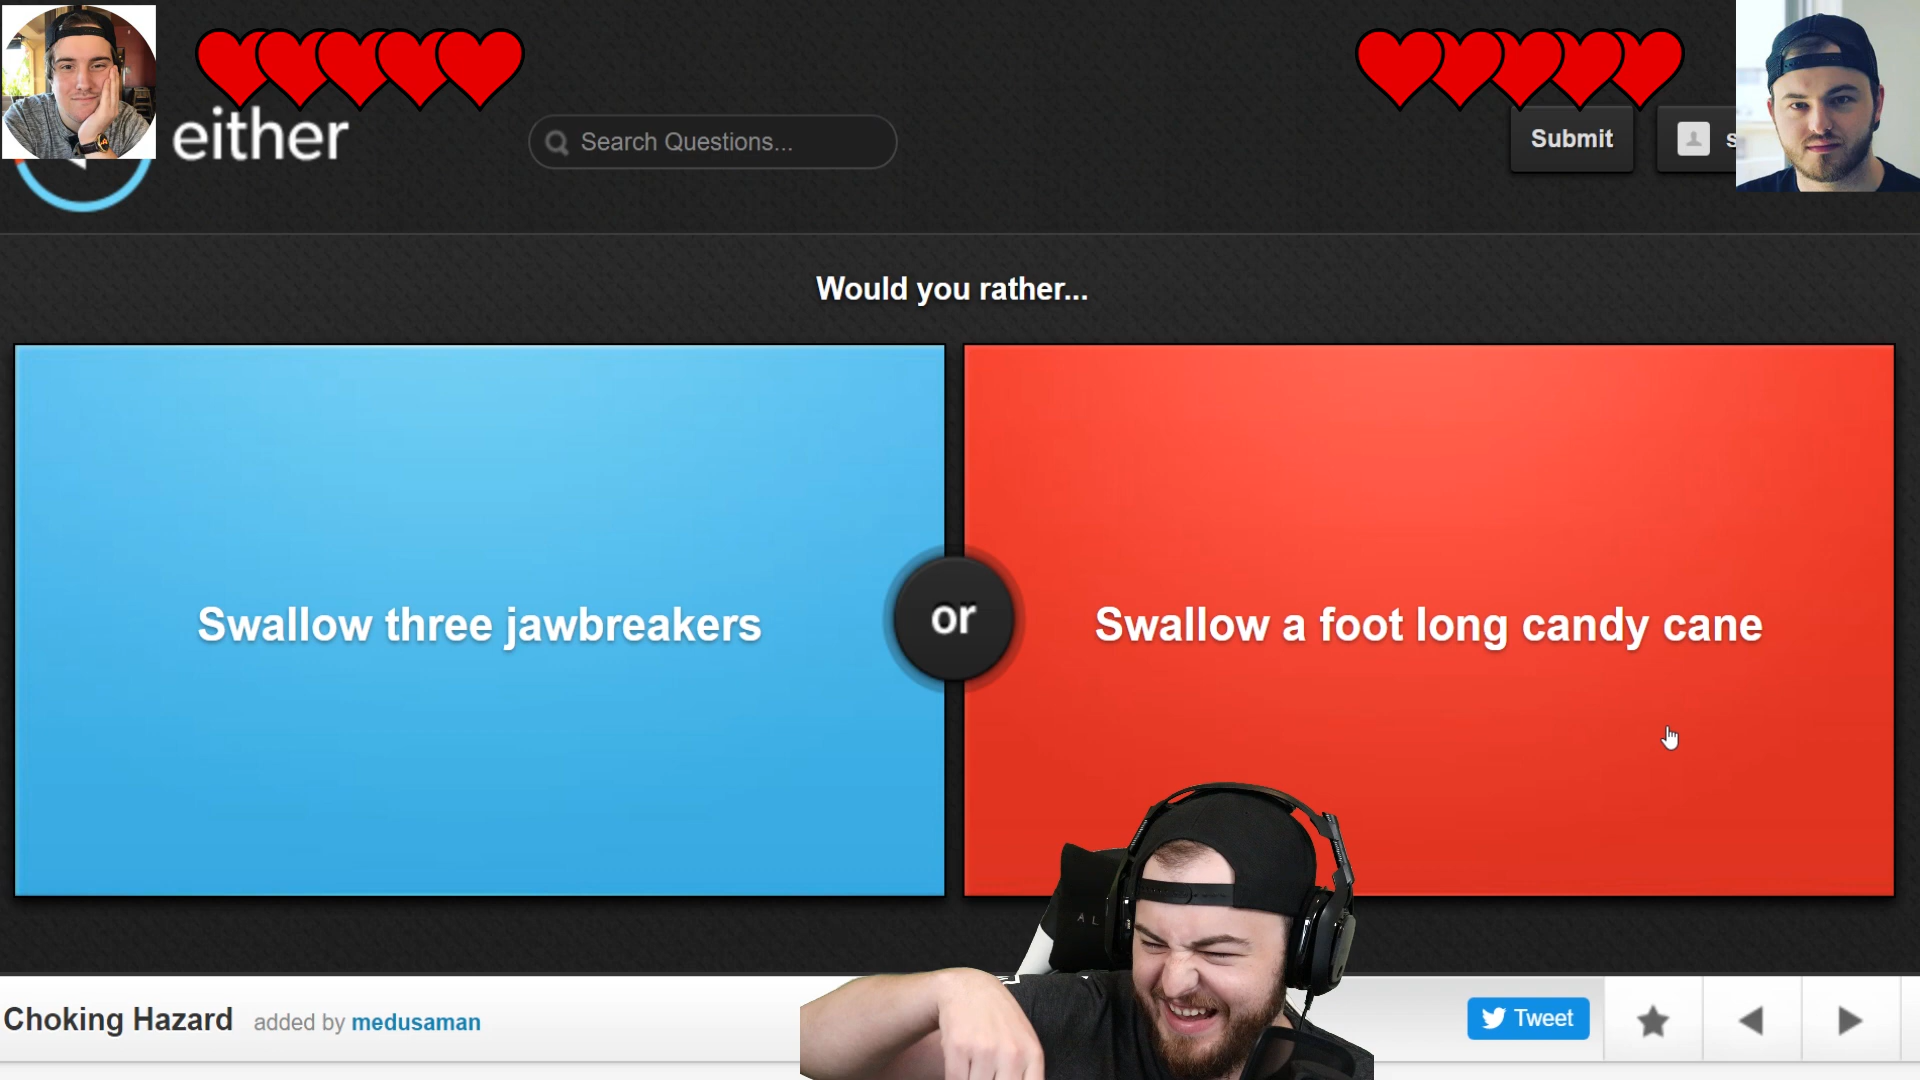 either
Search Questions...
Submit
s
Would you rather...
Swallow three jawbreakers
or
Swallow a foot long candy cane
A L
Choking Hazard added by medusaman
Tweet